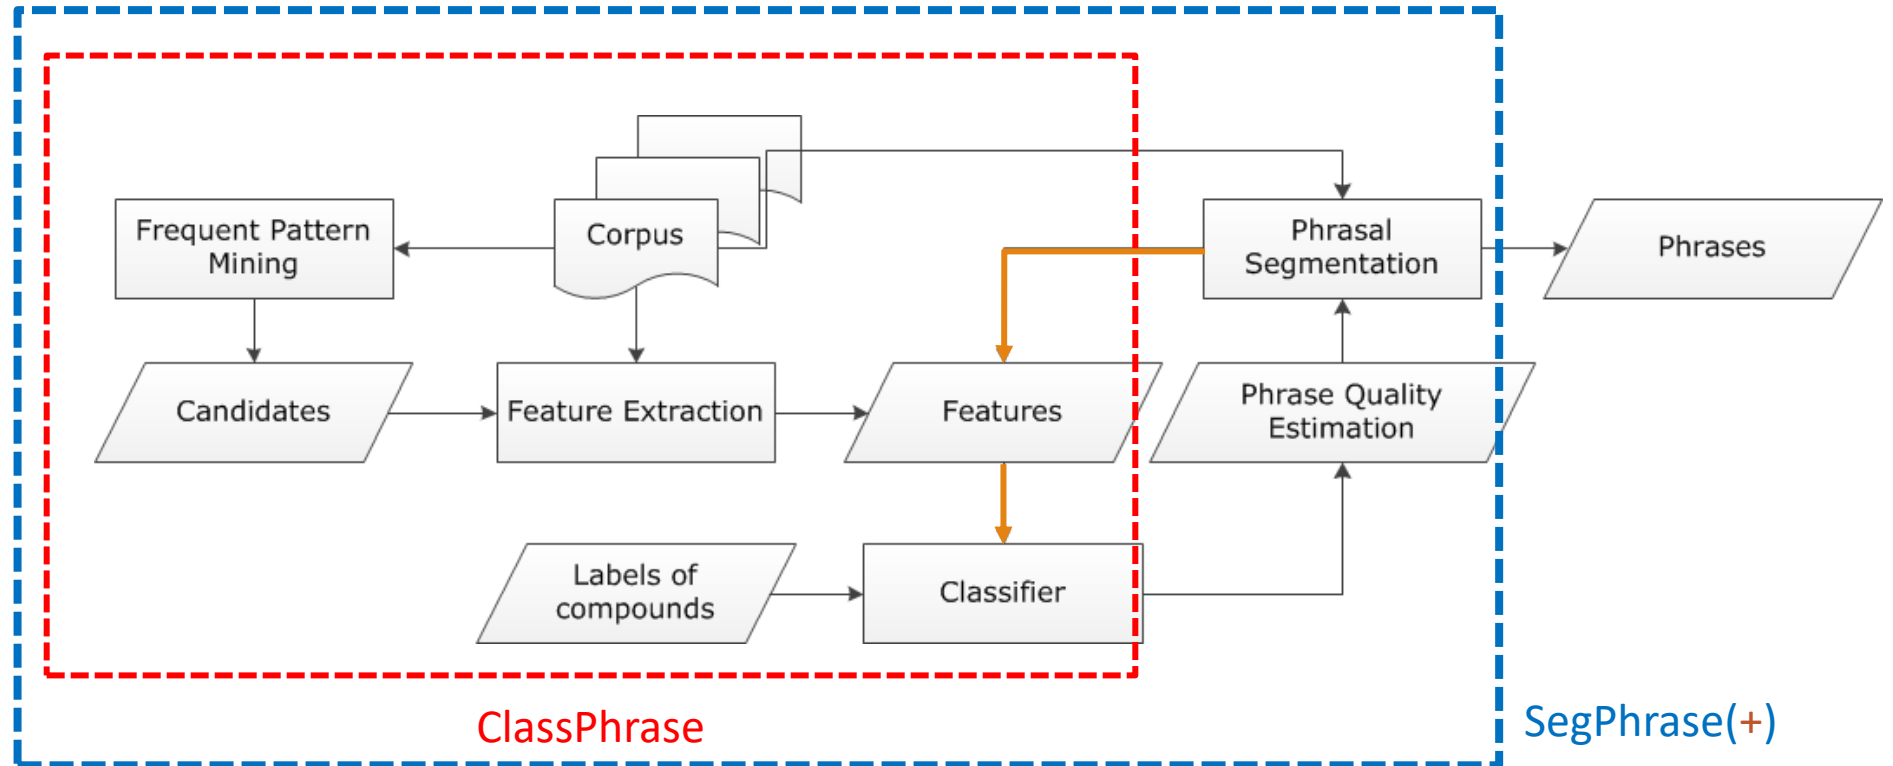 Frequent Pattern
Mining
Corpus
Phrasal
Segmentation
Phrases
Candidates
Feature Extraction
Features
Phrase Quality
Estimation
Labels of
compounds
Classifier
ClassPhrase
SegPhrase(+)